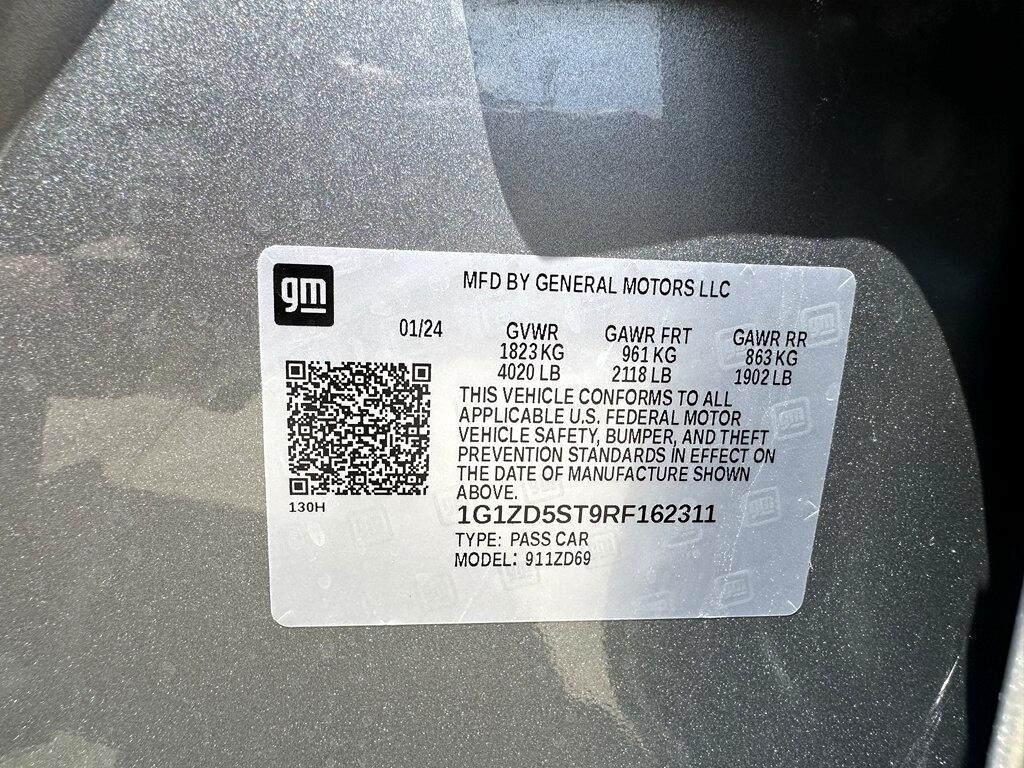 gm
MFD BY GENERAL MOTORS LLC
01/24 GVWR GAWR FRT GAWR RR
1823 KG 961 KG 863 KG
4020 LB 2118 LB 1902 LB
THIS VEHICLE CONFORMS TO ALL
APPLICABLE U.S. FEDERAL MOTOR
VEHICLE SAFETY, BUMPER, AND THEFT
PREVENTION STANDARDS IN EFFECT ON
THE DATE OF MANUFACTURE SHOWN
ABOVE.
130H
1G1ZD5ST9RF162311
TYPE: PASS CAR
MODEL: 911ZD69